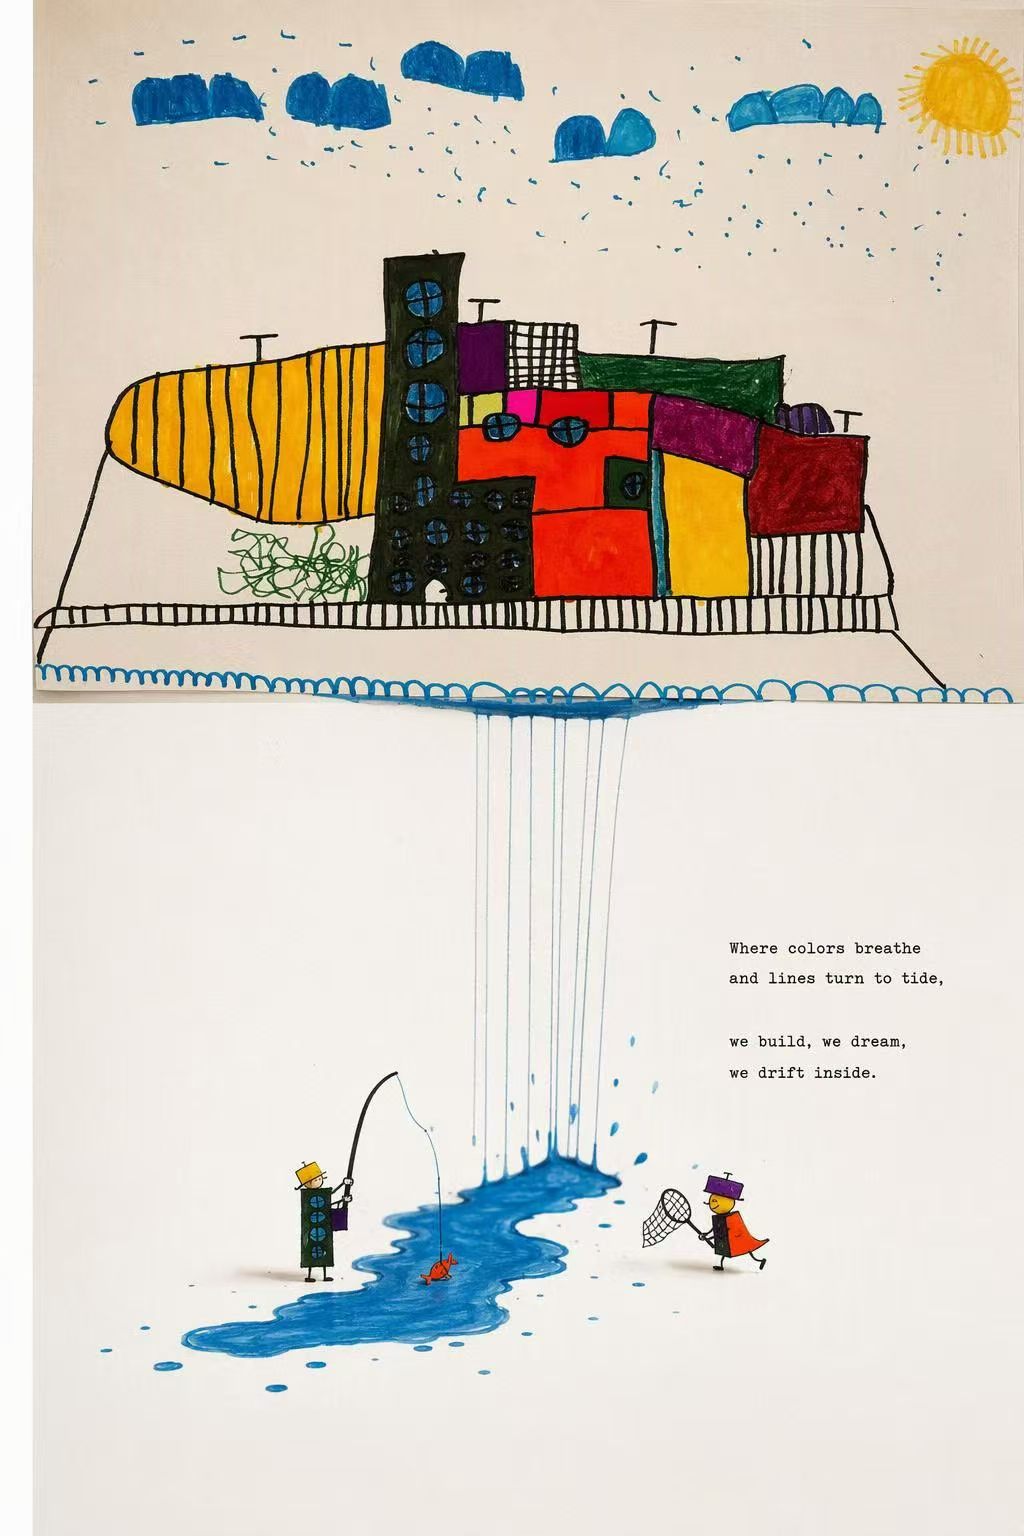 Where colors breathe
and lines turn to tide,
we build, we dream,
we drift inside.